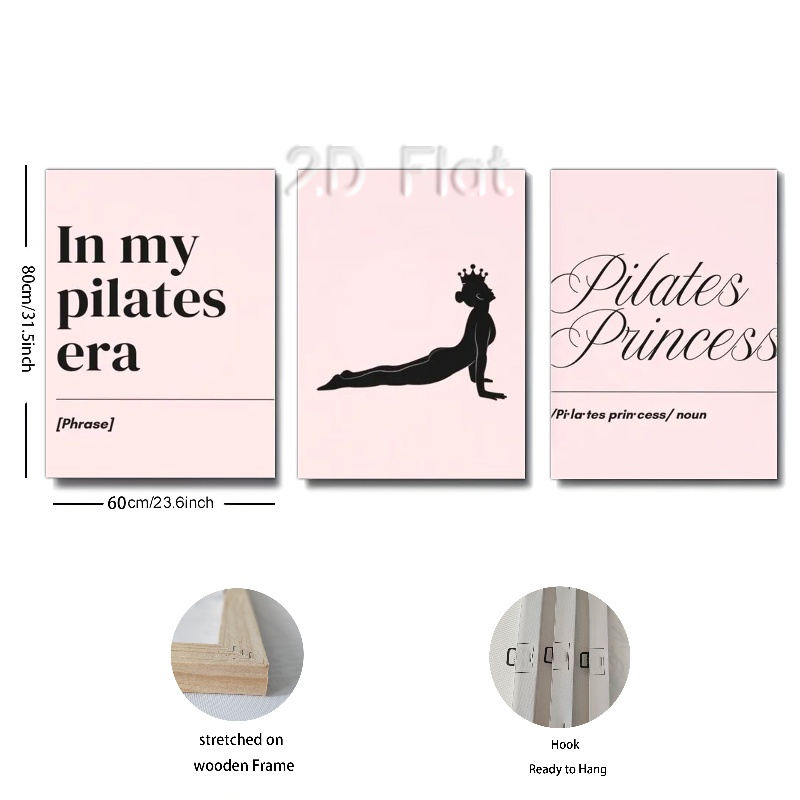 2.D Flat.
In my
pilates
era
[Phrase]
Pilates
Princess
/Pi·la·tes prin·cess/ noun
80cm/31.5inch
60cm/23.6inch
stretched on
wooden Frame
Hook
Ready to Hang